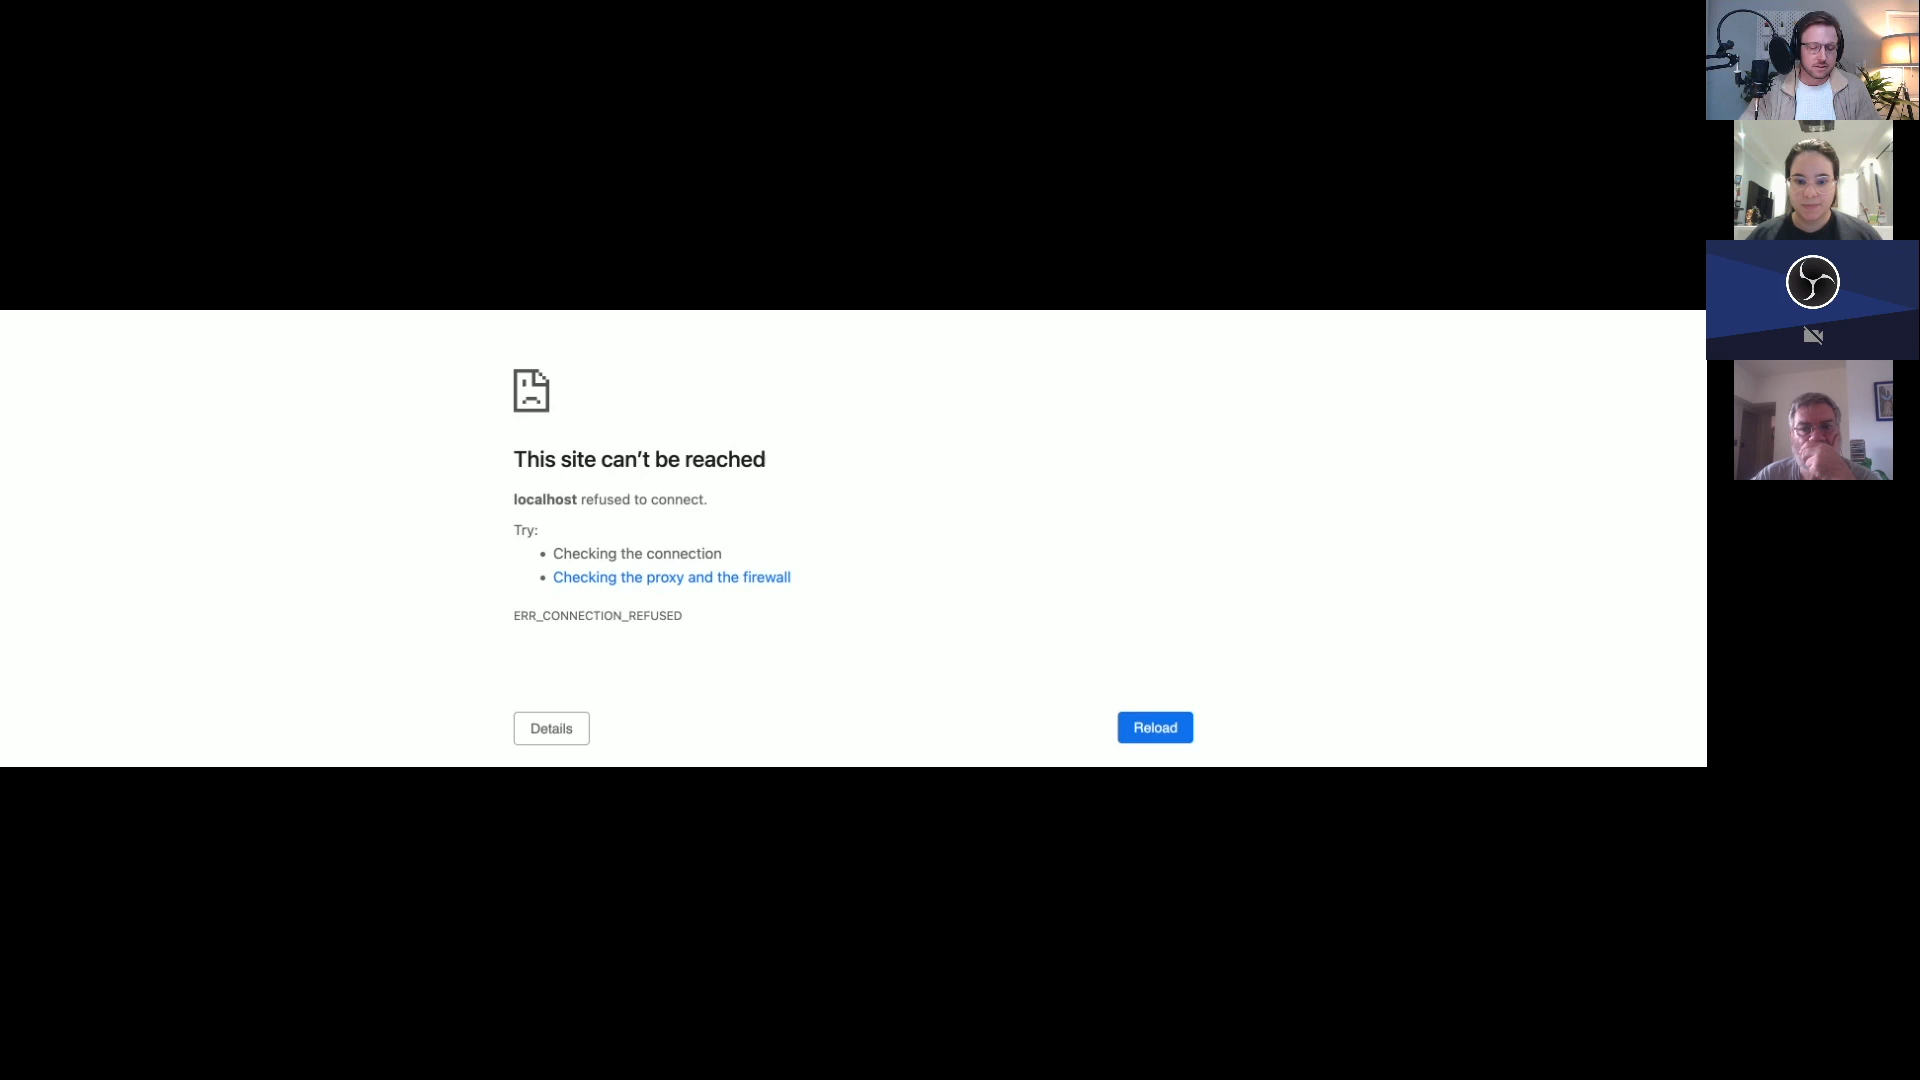 This site can’t be reached
localhost refused to connect.
Try:
• Checking the connection
• Checking the proxy and the firewall
ERR_CONNECTION_REFUSED
Details
Reload